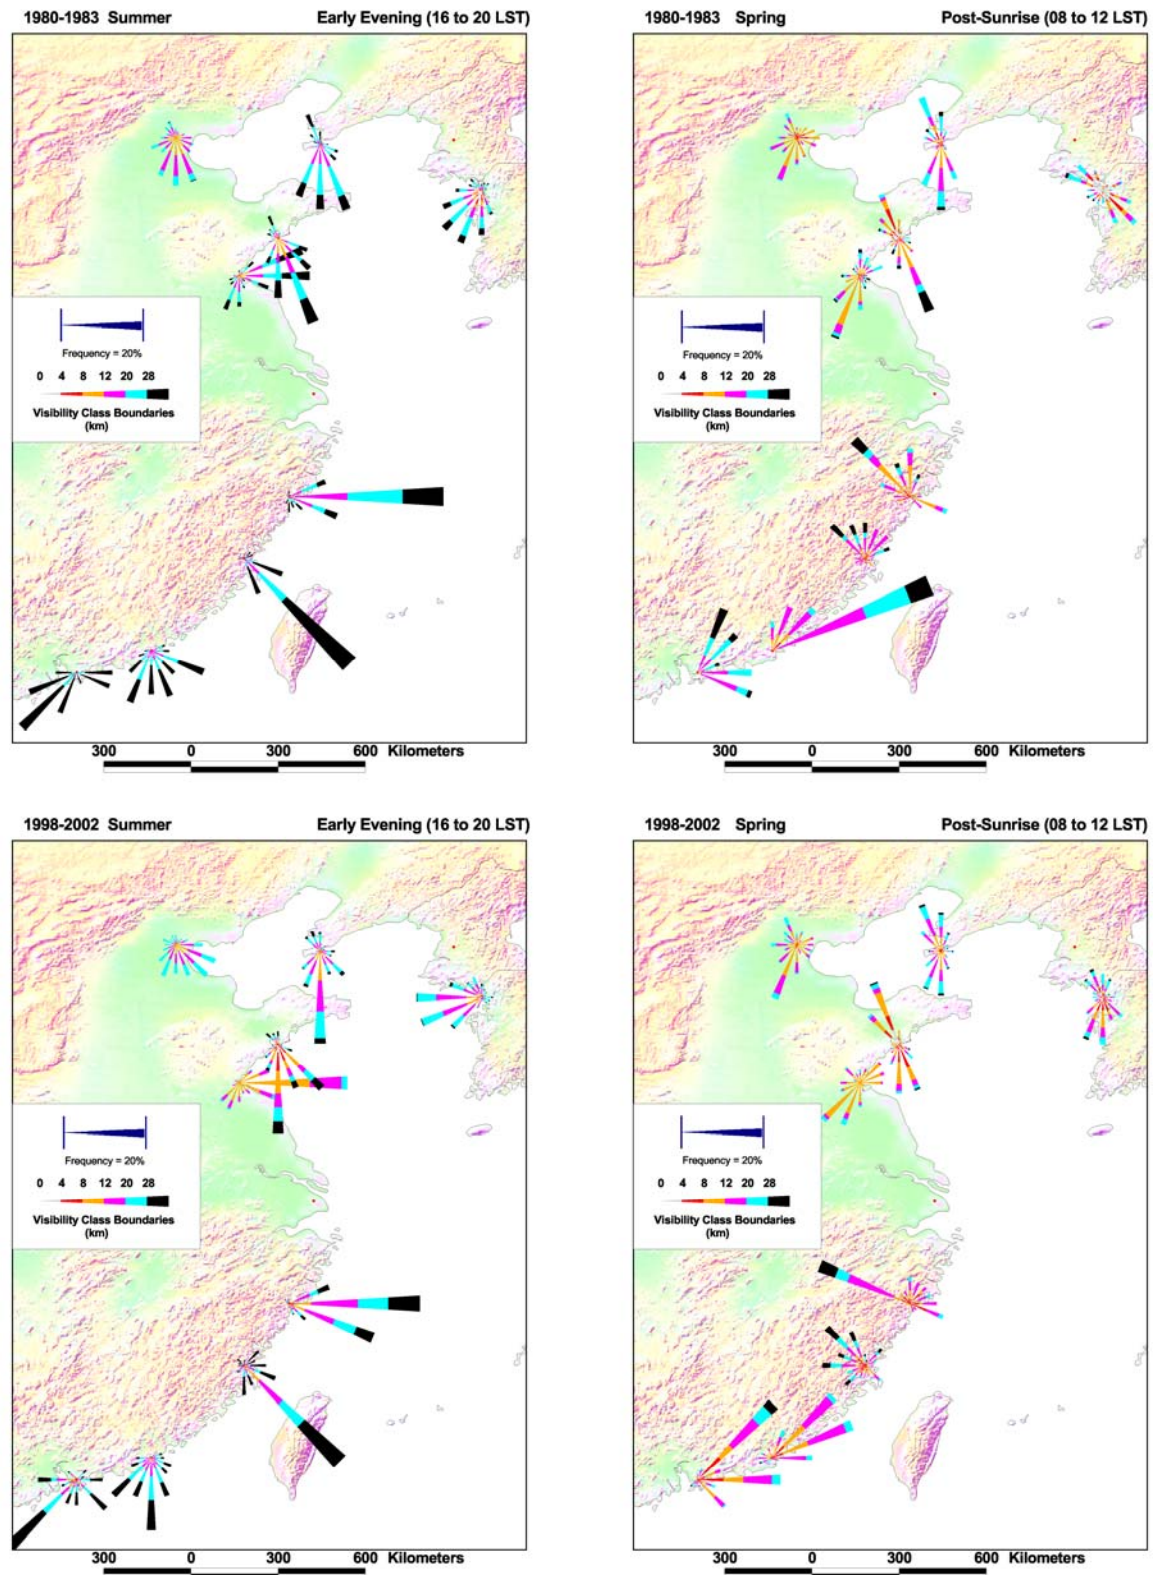 1980-1983 Summer Early Evening (16 to 20 LST)
Frequency = 20%
0 4 8 12 20 28
Visibility Class Boundaries
(km)
300 0 300 600 Kilometers
1980-1983 Spring Post-Sunrise (08 to 12 LST)
Frequency = 20%
0 4 8 12 20 28
Visibility Class Boundaries
(km)
300 0 300 600 Kilometers
1998-2002 Summer Early Evening (16 to 20 LST)
Frequency = 20%
0 4 8 12 20 28
Visibility Class Boundaries
(km)
300 0 300 600 Kilometers
1998-2002 Spring Post-Sunrise (08 to 12 LST)
Frequency = 20%
0 4 8 12 20 28
Visibility Class Boundaries
(km)
300 0 300 600 Kilometers